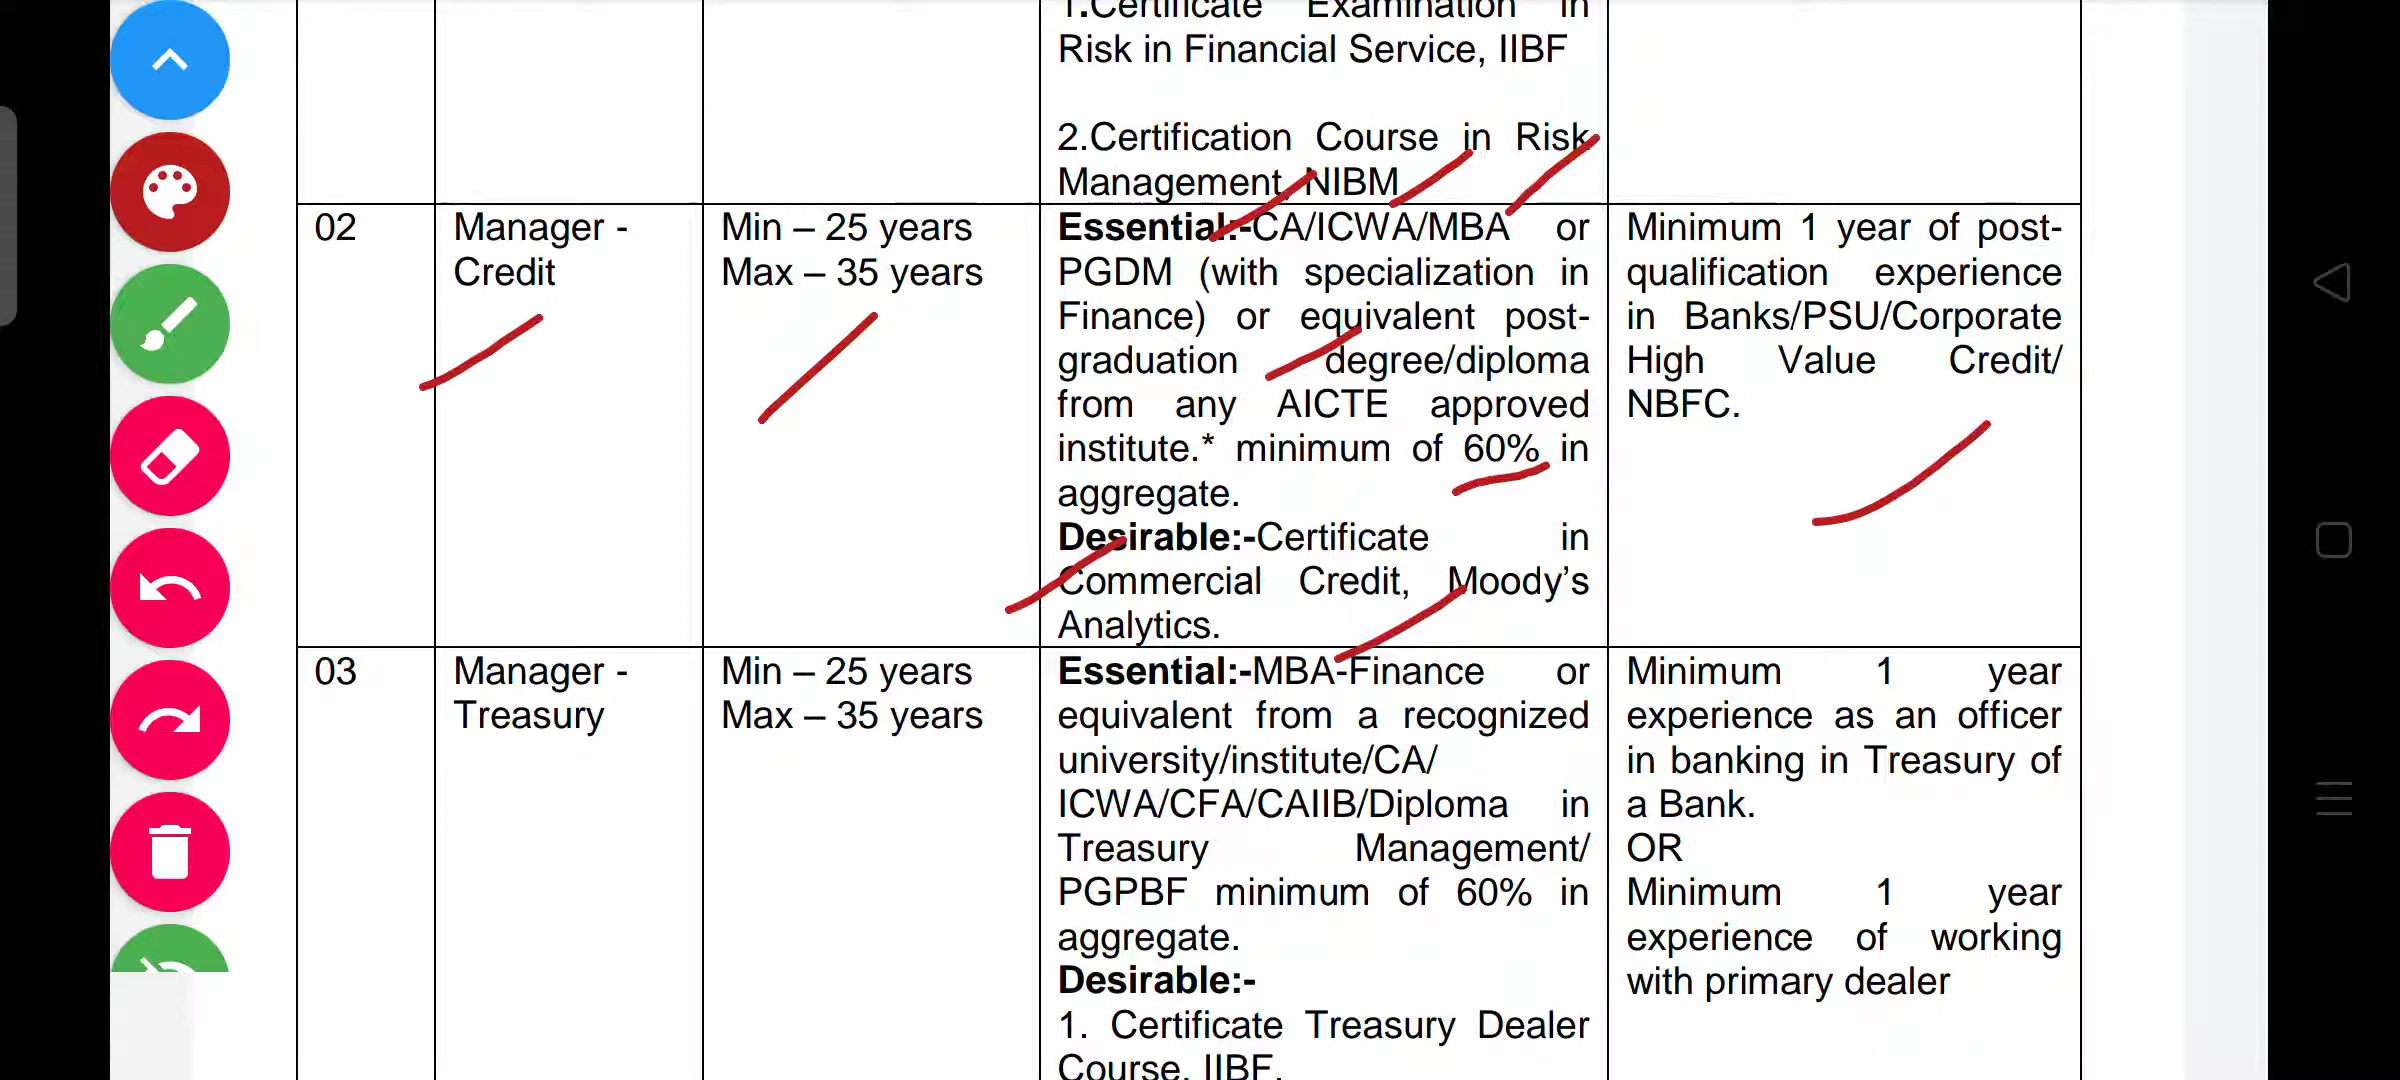 1.Certificate Examination in
Risk in Financial Service, IIBF
2.Certification Course in Risk
Management, NIBM
02
Manager -
Credit
Min – 25 years
Max – 35 years
Essential:-CA/ICWA/MBA or
PGDM (with specialization in
Finance) or equivalent post-
graduation degree/diploma
from any AICTE approved
institute.* minimum of 60% in
aggregate.
Desirable:-Certificate in
Commercial Credit, Moody’s
Analytics.
Minimum 1 year of post-
qualification experience
in Banks/PSU/Corporate
High Value Credit/
NBFC.
03
Manager -
Treasury
Min – 25 years
Max – 35 years
Essential:-MBA-Finance or
equivalent from a recognized
university/institute/CA/
ICWA/CFA/CAIIB/Diploma in
Treasury Management/
PGPBF minimum of 60% in
aggregate.
Desirable:-
1. Certificate Treasury Dealer
Course, IIBF.
Minimum 1 year
experience as an officer
in banking in Treasury of
a Bank.
OR
Minimum 1 year
experience of working
with primary dealer